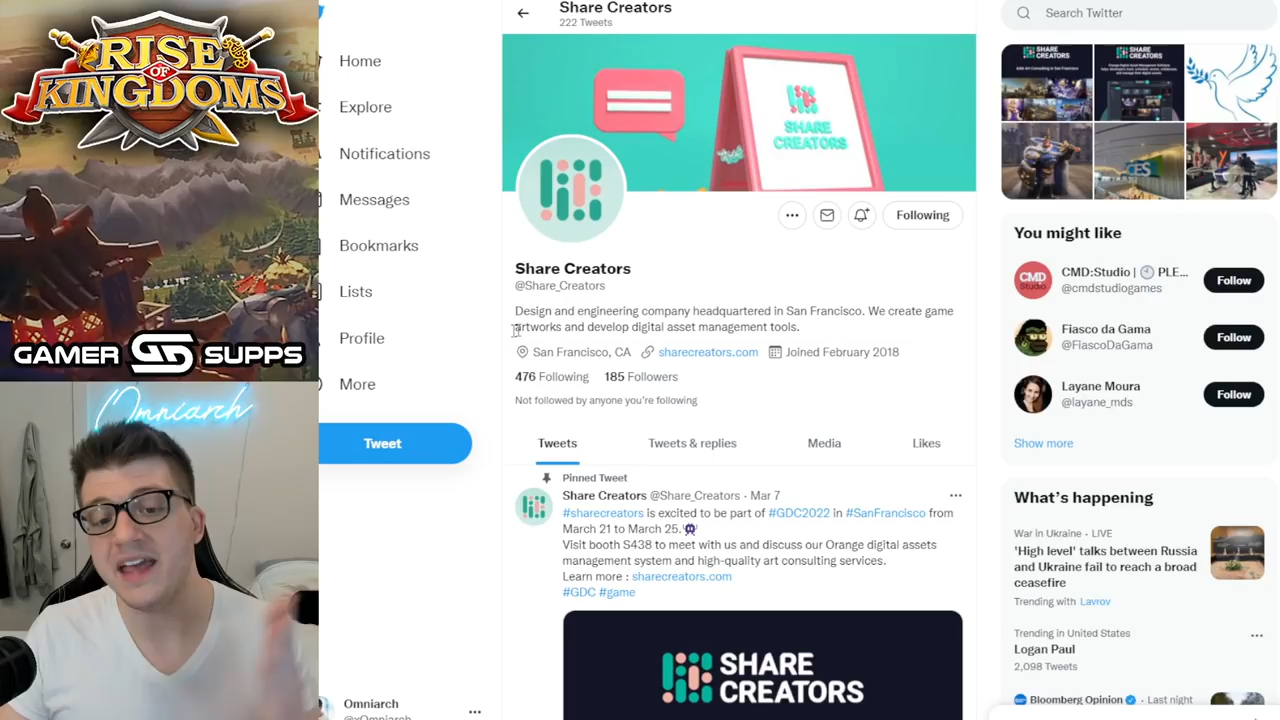 RISE
OF
KINGDOMS
GAMER GS SUPPS
Omniarch
Home
Explore
Notifications
Messages
Bookmarks
Lists
Profile
More
Tweet
Omniarch
@xOmniarch
Share Creators
222 Tweets
SHARE
CREATORS
Following
Share Creators
@Share_Creators
Design and engineering company headquartered in San Francisco. We create game
artworks and develop digital asset management tools.
San Francisco, CA sharecreators.com Joined February 2018
476 Following 185 Followers
Not followed by anyone you're following
Tweets Tweets & replies Media Likes
Pinned Tweet
Share Creators @Share_Creators · Mar 7
#sharecreators is excited to be part of #GDC2022 in #SanFrancisco from
March 21 to March 25.
Visit booth S438 to meet with us and discuss our Orange digital assets
management system and high-quality art consulting services.
Learn more : sharecreators.com
#GDC #game
SHARE
CREATORS
Search Twitter
SHARE
CREATORS
SHARE
CREATORS
CES
You might like
CMD:Studio | 🕘 PLE...
@cmdstudiogames
Follow
Fiasco da Gama
@FiascoDaGama
Follow
Layane Moura
@layane_mds
Follow
Show more
What's happening
War in Ukraine · LIVE
'High level' talks between Russia
and Ukraine fail to reach a broad
ceasefire
Trending with Lavrov
Trending in United States
Logan Paul
2,098 Tweets
Bloomberg Opinion · Last night